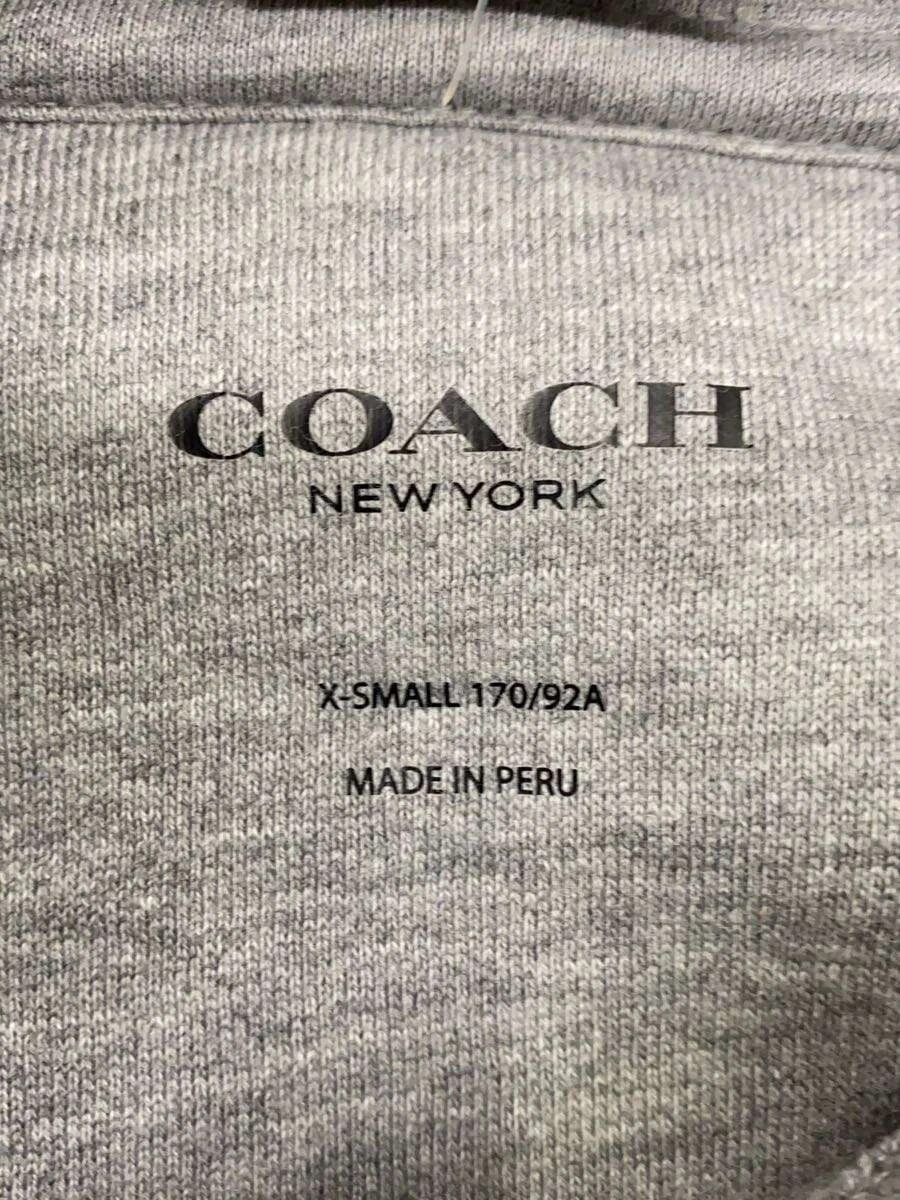 COACH
NEW YORK
X-SMALL 170/92A
MADE IN PERU